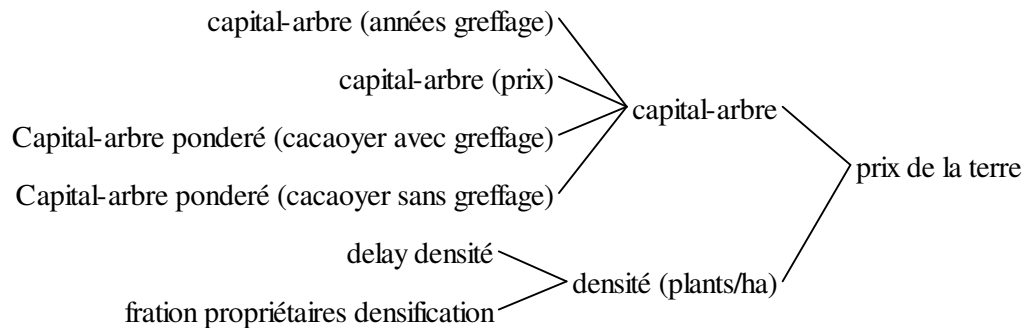 capital-arbre (années greffage)
capital-arbre (prix)
capital-arbre
Capital-arbre ponderé (cacaoyer avec greffage)
prix de la terre
Capital-arbre ponderé (cacaoyer sans greffage)
delay densité
densité (plants/ha)
fration propriétaires densification